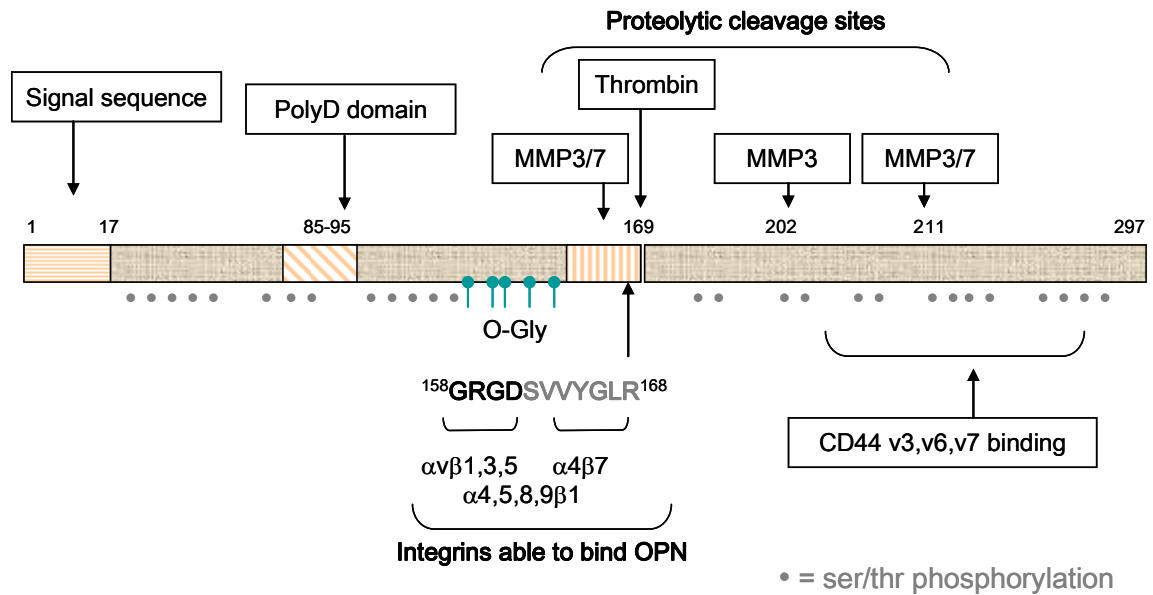 Proteolytic cleavage sites
Signal sequence
PolyD domain
Thrombin
MMP3/7
MMP3
MMP3/7
1
17
85-95
169
202
211
297
O-Gly
¹⁵⁸GRGDSVVYGLR¹⁶⁸
αvβ1,3,5
α4β7
α4,5,8,9β1
Integrins able to bind OPN
CD44 v3,v6,v7 binding
• = ser/thr phosphorylation